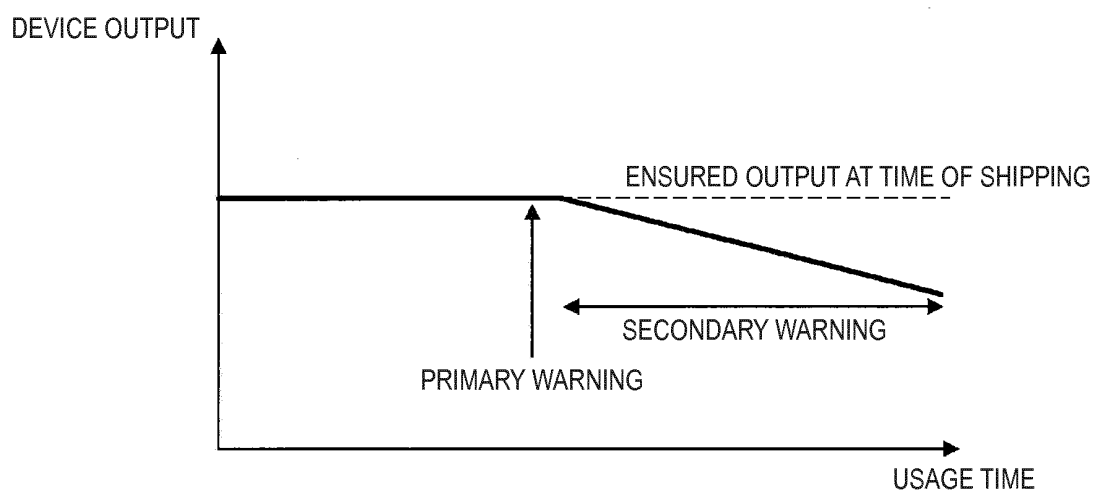 DEVICE OUTPUT
ENSURED OUTPUT AT TIME OF SHIPPING
SECONDARY WARNING
PRIMARY WARNING
USAGE TIME